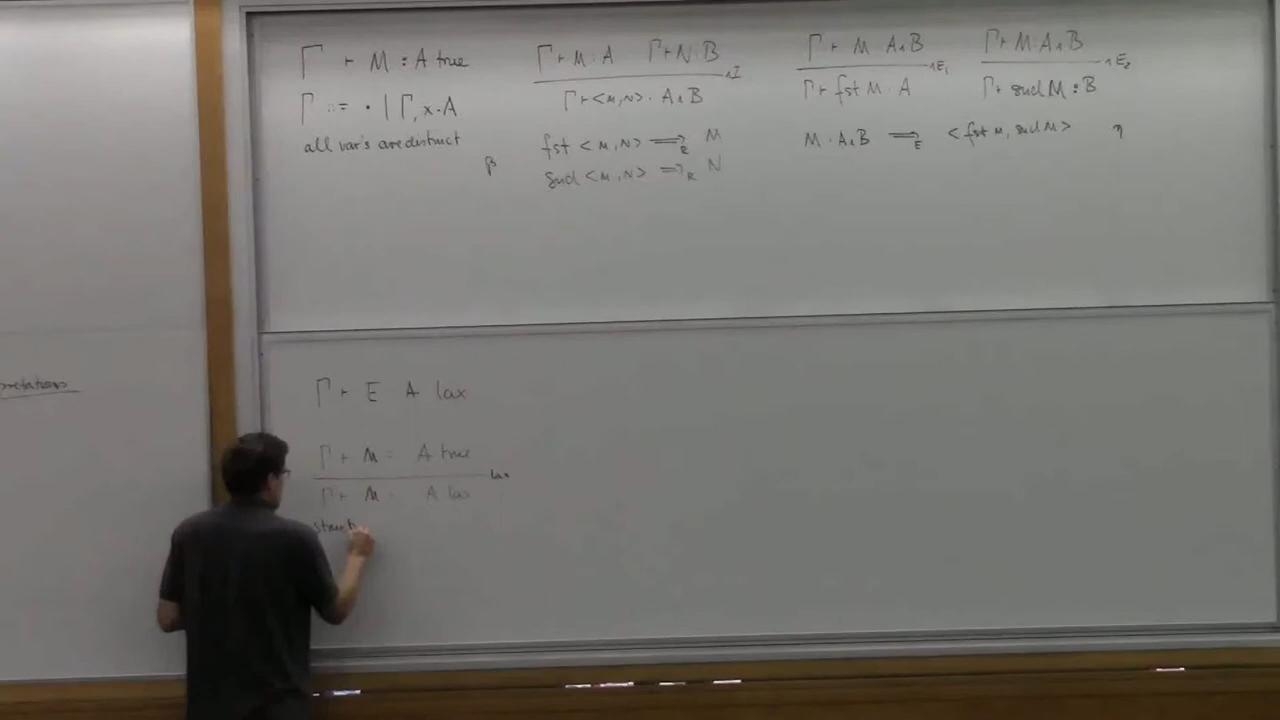 Γ ⊢ M : A true
Γ ::= · | Γ, x·A
all var's are distinct
Γ ⊢ M · A Γ ⊢ N · B
∧I
Γ ⊢ <M, N> · A∧B
β
fst <M, N> ⟹R M
snd <M, N> ⟹R N
Γ ⊢ M · A∧B
∧E1
Γ ⊢ fst M · A
Γ ⊢ M · A∧B
∧E2
Γ ⊢ snd M : B
M · A∧B ⟹E <fst M, snd M> η
Γ ⊢ E A lax
Γ ⊢ M : A true
lax
Γ ⊢ M · A lax